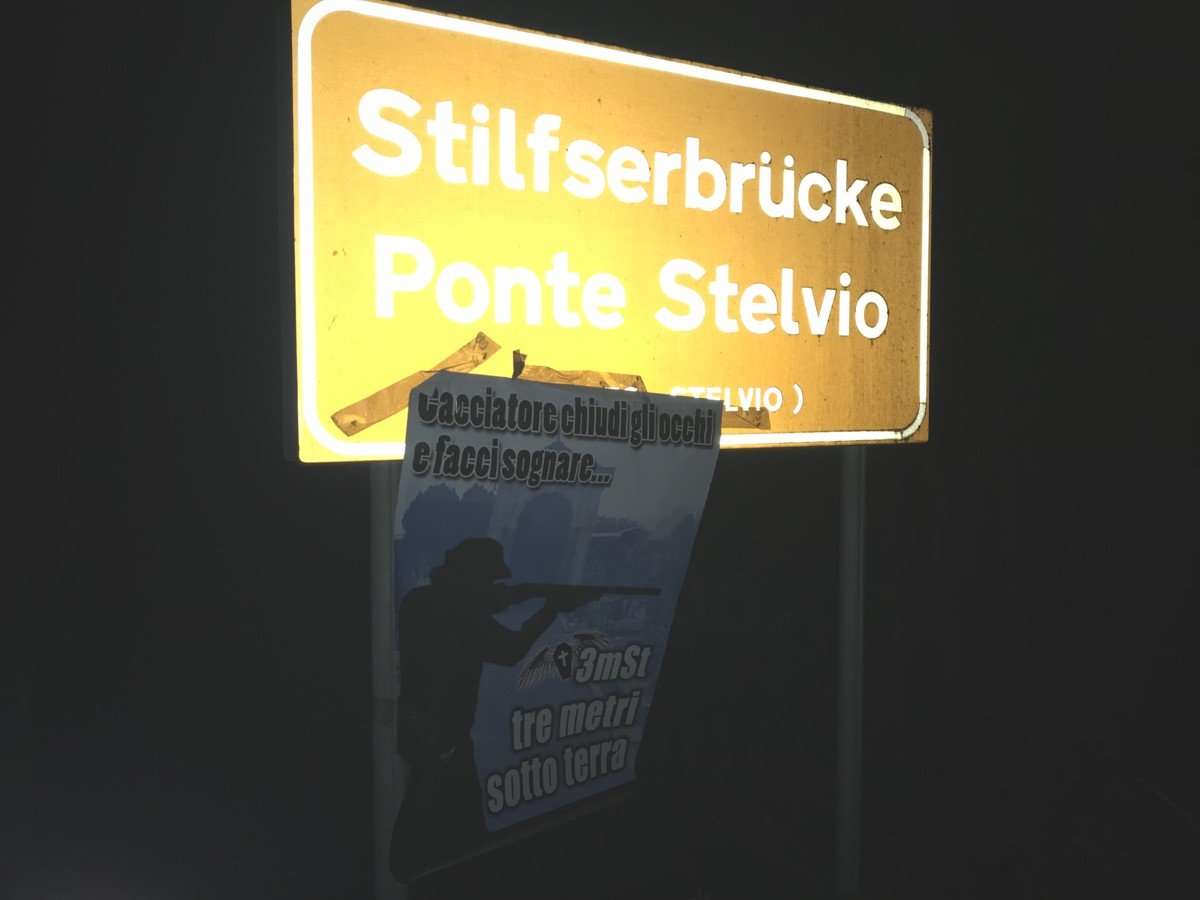 Stilfserbrücke
Ponte Stelvio
STELVIO )
Cacciatore chiudi gli occhi
e facci sognare...
3mSt
tre metri
sotto terra